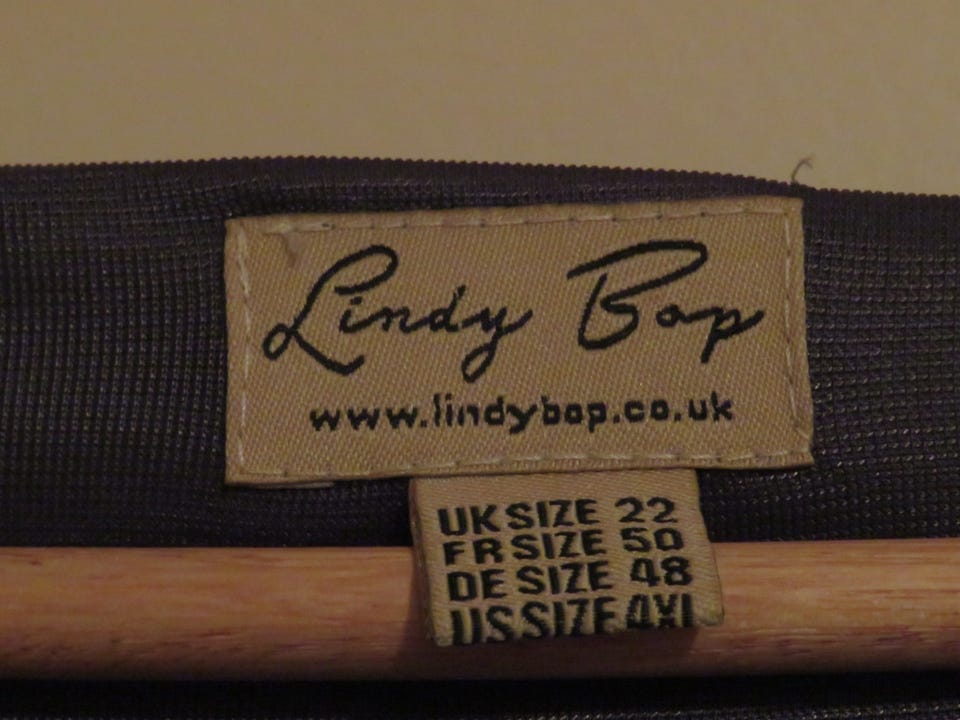 Lindy Bop
www.lindybop.co.uk
UK SIZE 22
FR SIZE 50
DE SIZE 48
US SIZE 4XL